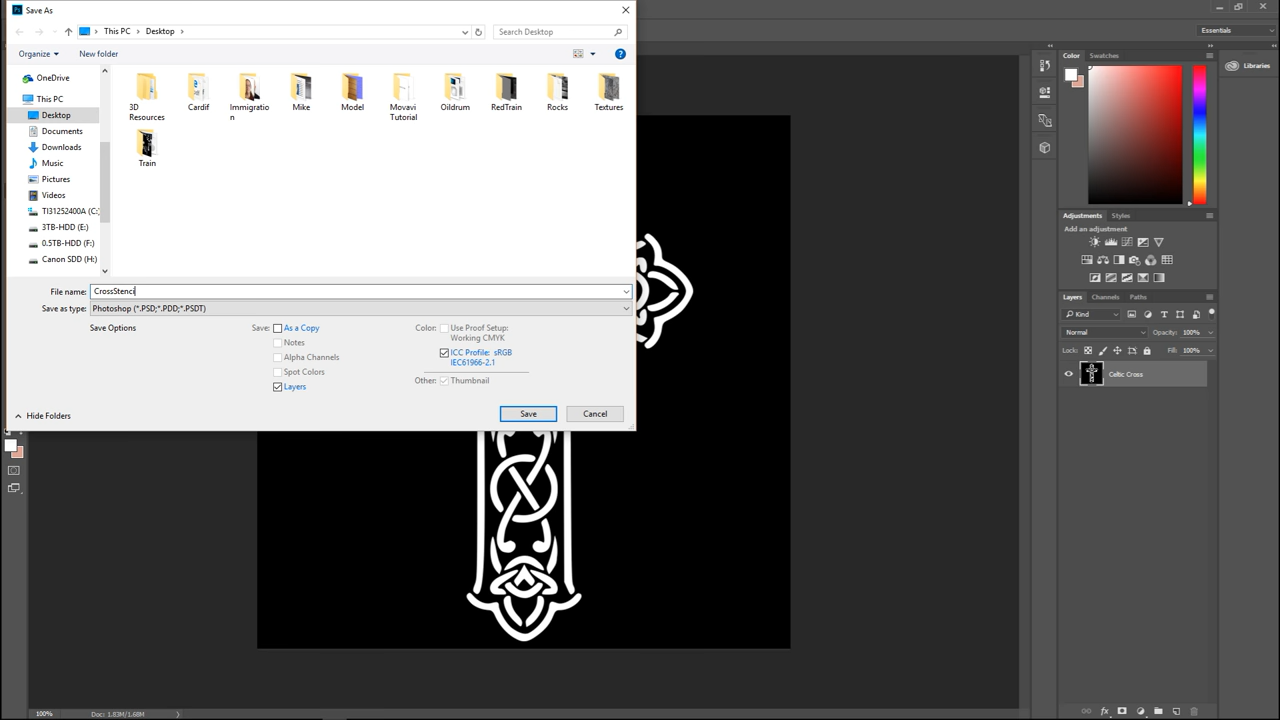 Save As
This PC
Desktop
Search Desktop
Organize
New folder
Essentials
OneDrive
This PC
Desktop
Documents
Downloads
Music
Pictures
Videos
TI31252400A (C:
3TB-HDD (E:)
0.5TB-HDD (F:)
Canon SDD (H:)
3D Resources
Cardif
Immigration
Mike
Model
Movavi Tutorial
Oildrum
RedTrain
Rocks
Textures
Train
File name:
CrossStenci
Save as type:
Photoshop (*.PSD;*.PDD;*.PSDT)
Save Options
Save:
As a Copy
Notes
Alpha Channels
Spot Colors
Layers
Color:
Use Proof Setup:
Working CMYK
ICC Profile: sRGB
IEC61966-2.1
Other:
Thumbnail
Hide Folders
Save
Cancel
Color
Swatches
Libraries
Adjustments
Styles
Add an adjustment
Layers
Channels
Paths
Kind
Normal
Opacity:
100%
Lock:
Fill:
100%
Celtic Cross
100%
Doc: 1.83M/1.68M